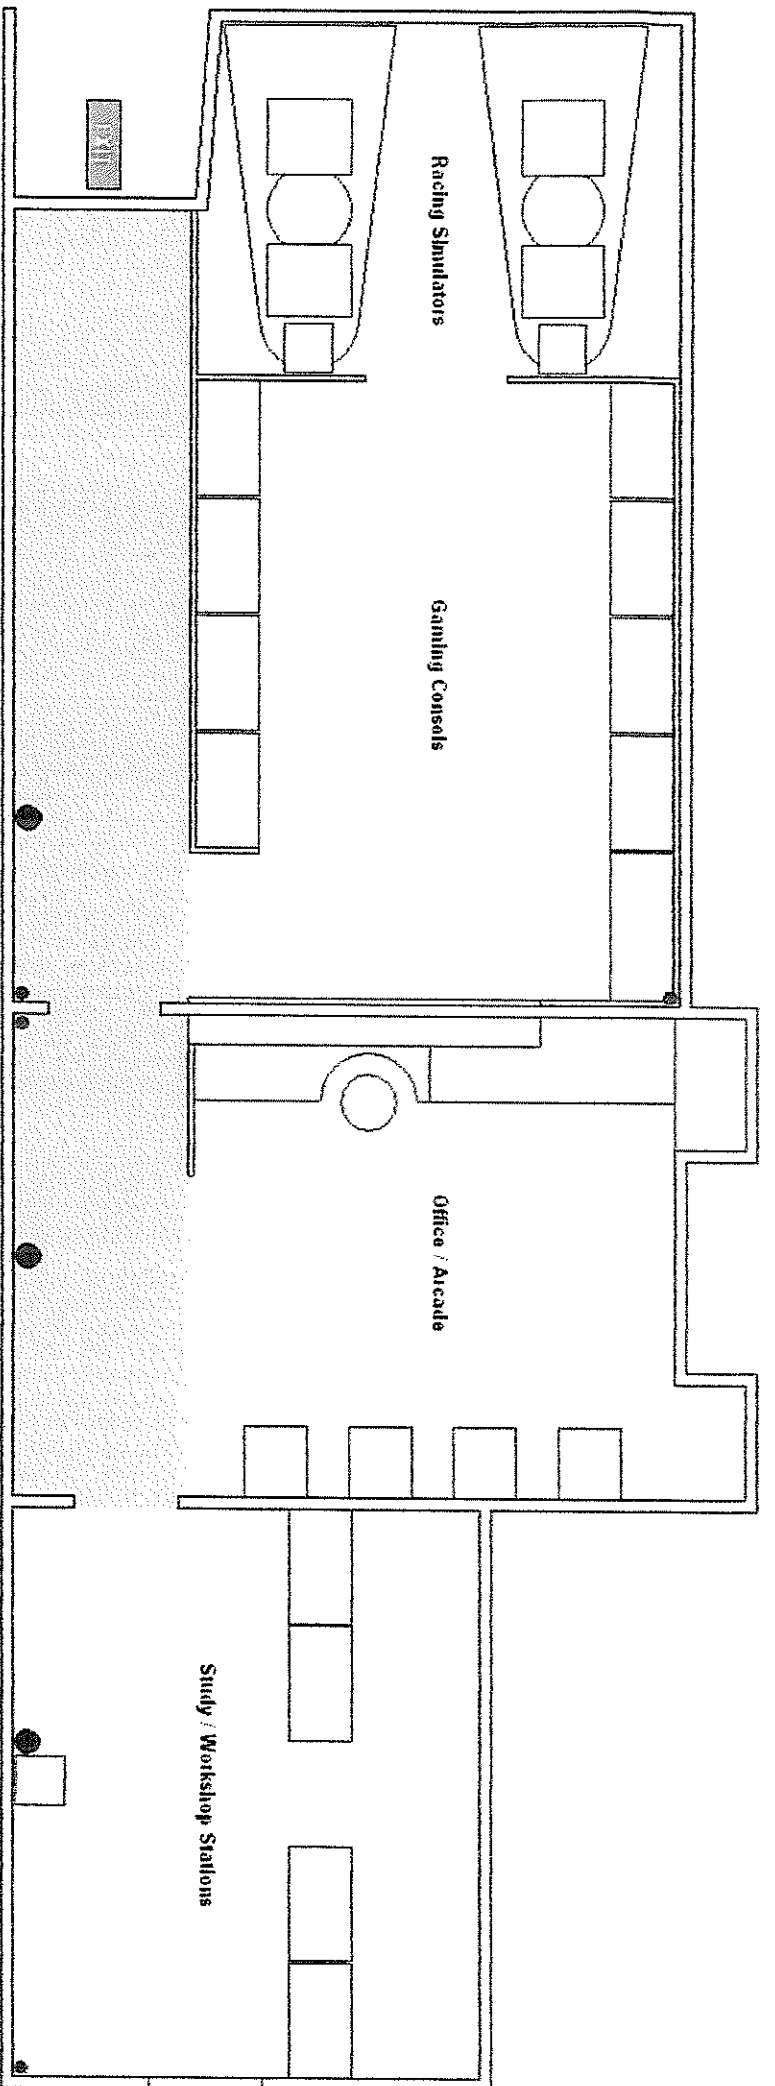 Racing Simulators
Gaming Consols
Office / Arcade
Study / Workshop Stations